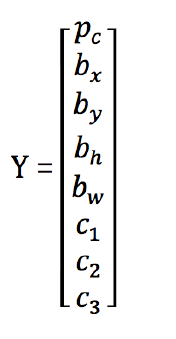 p_c
b_x
b_y
b_h
Y =
b_w
c_1
c_2
c_3